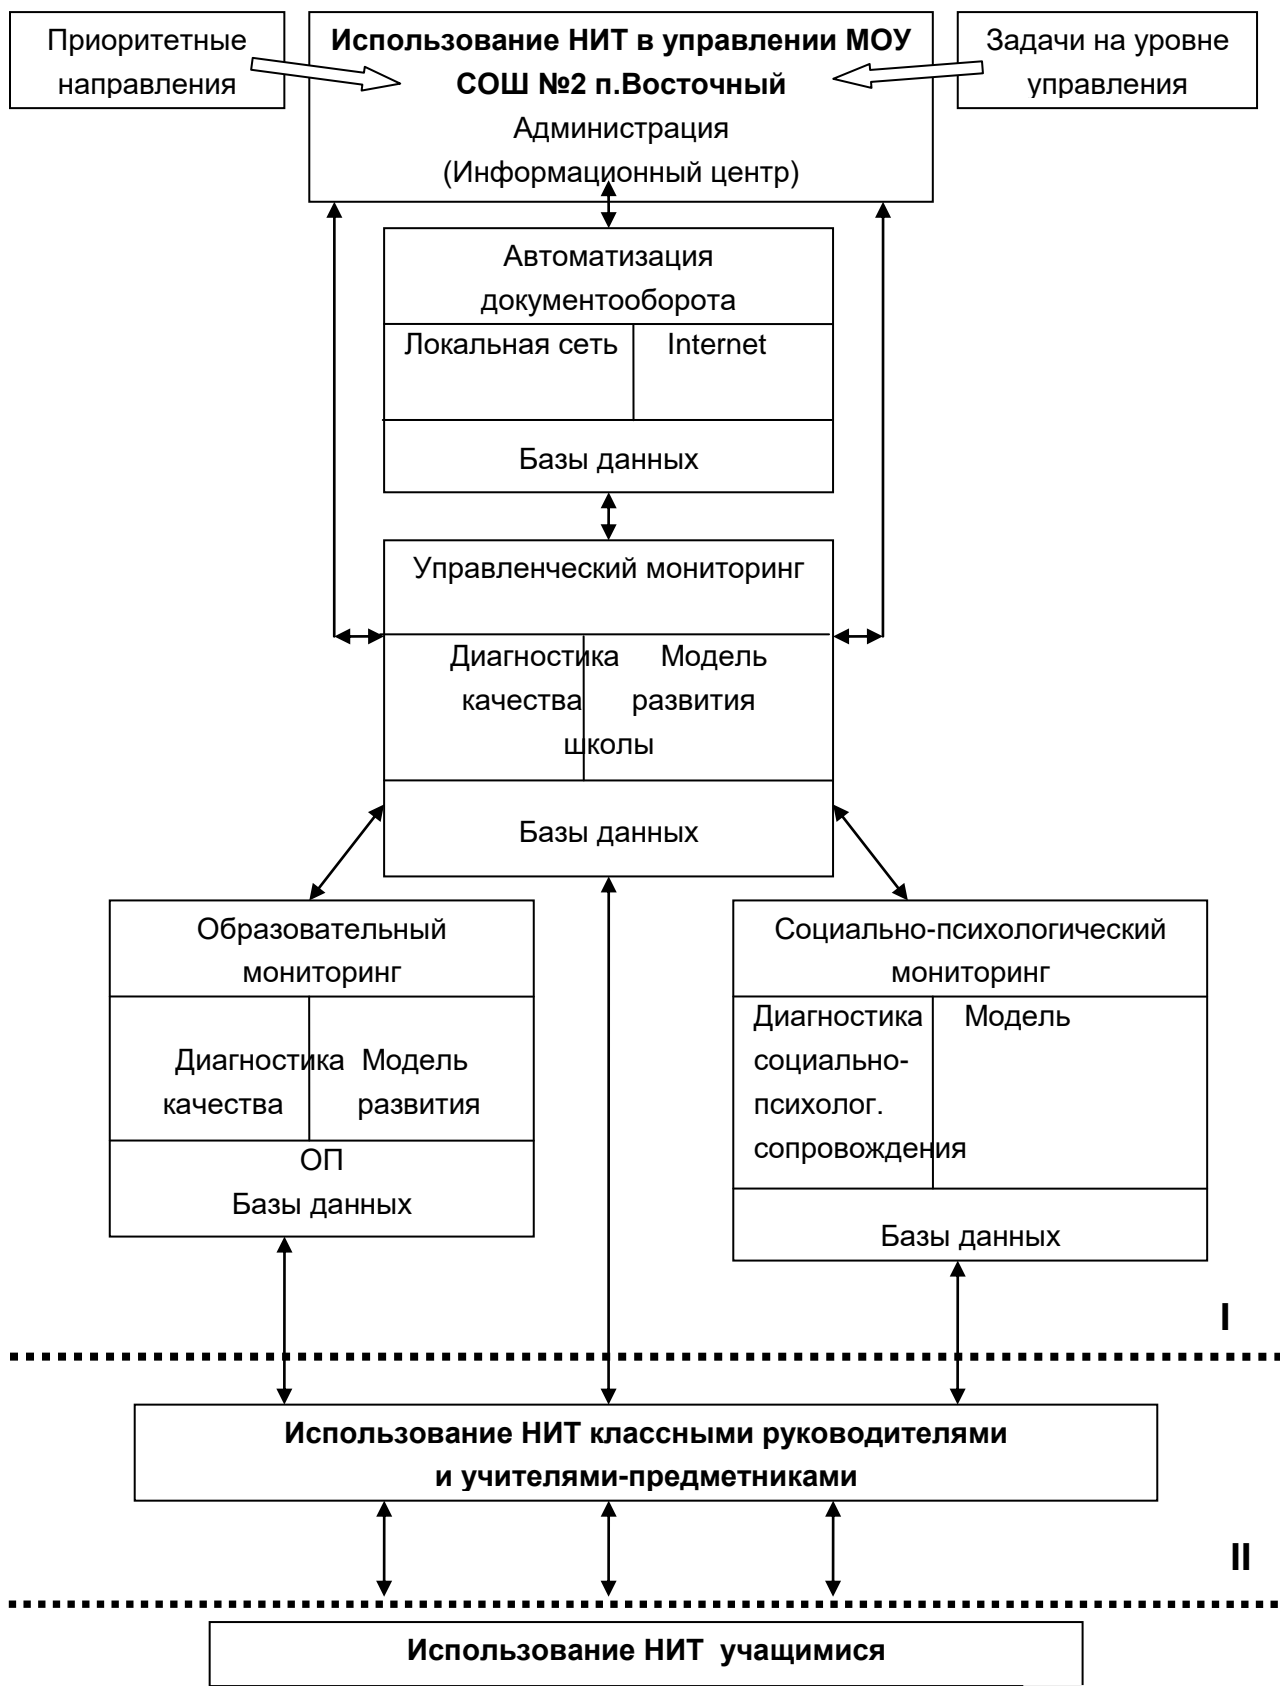 Приоритетные
направления
Использование НИТ в управлении МОУ
СОШ №2 п.Восточный
Администрация
(Информационный центр)
Задачи на уровне
управления
Автоматизация
документооборота
Локальная сеть
Internet
Базы данных
Управленческий мониторинг
Диагностика Модель
качества развития
школы
Базы данных
Образовательный
мониторинг
Диагностика Модель
качества развития
ОП
Базы данных
Социально-психологический
мониторинг
Диагностика Модель
социально-
психолог.
сопровождения
Базы данных
I
Использование НИТ классными руководителями
и учителями-предметниками
II
Использование НИТ учащимися